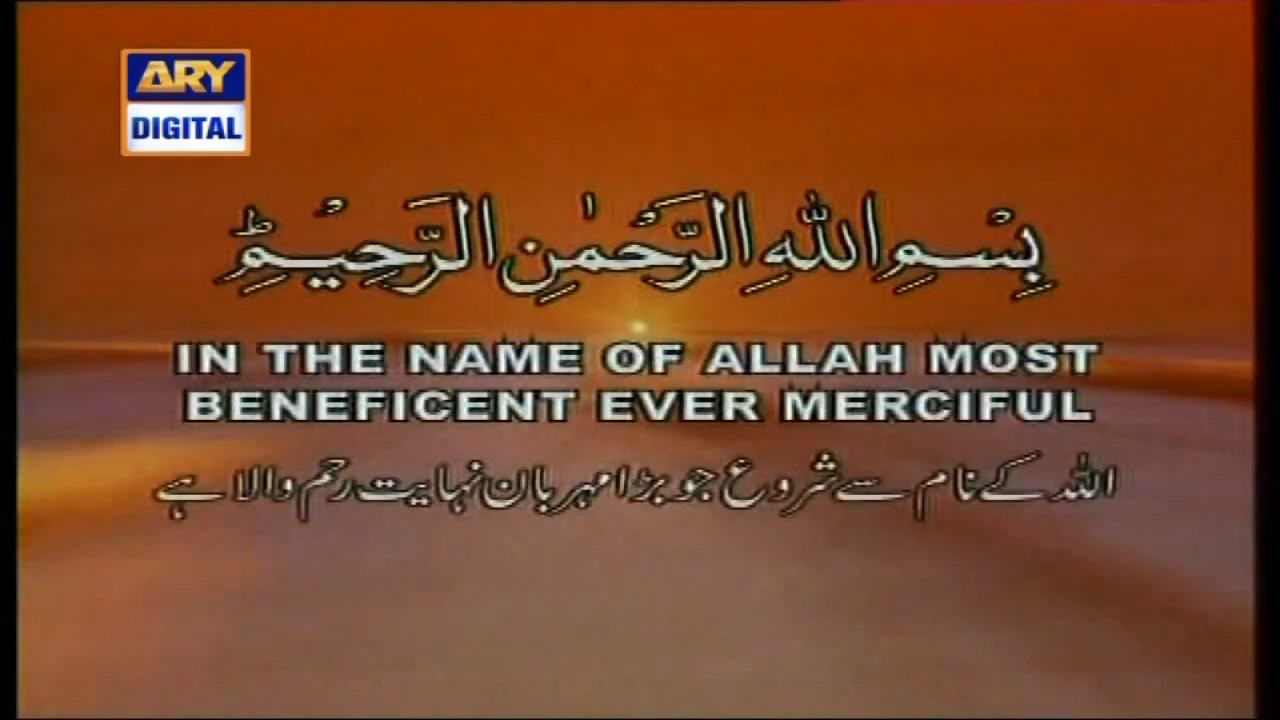 ARY
DIGITAL
بِسْمِ اللّٰهِ الرَّحْمٰنِ الرَّحِيْمِ ؕ
IN THE NAME OF ALLAH MOST
BENEFICENT EVER MERCIFUL
اللہ کے نام سے شروع جو بڑا مہربان نہایت رحم والا ہے